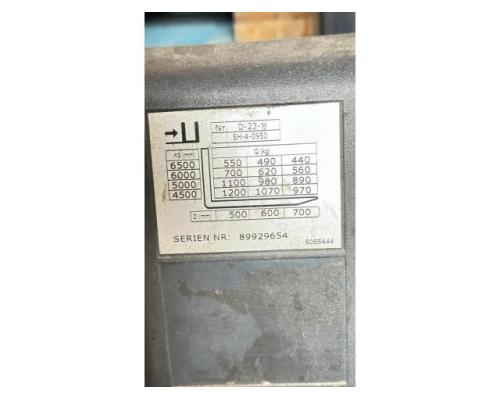 Nr. D-23-M
SH-4-0950
h3 (mm) Q (kg)
6500 550 490 440
6000 700 620 560
5000 1100 980 890
4500 1200 1070 970
D (mm) 500 600 700
SERIEN NR: 89929654
5055444